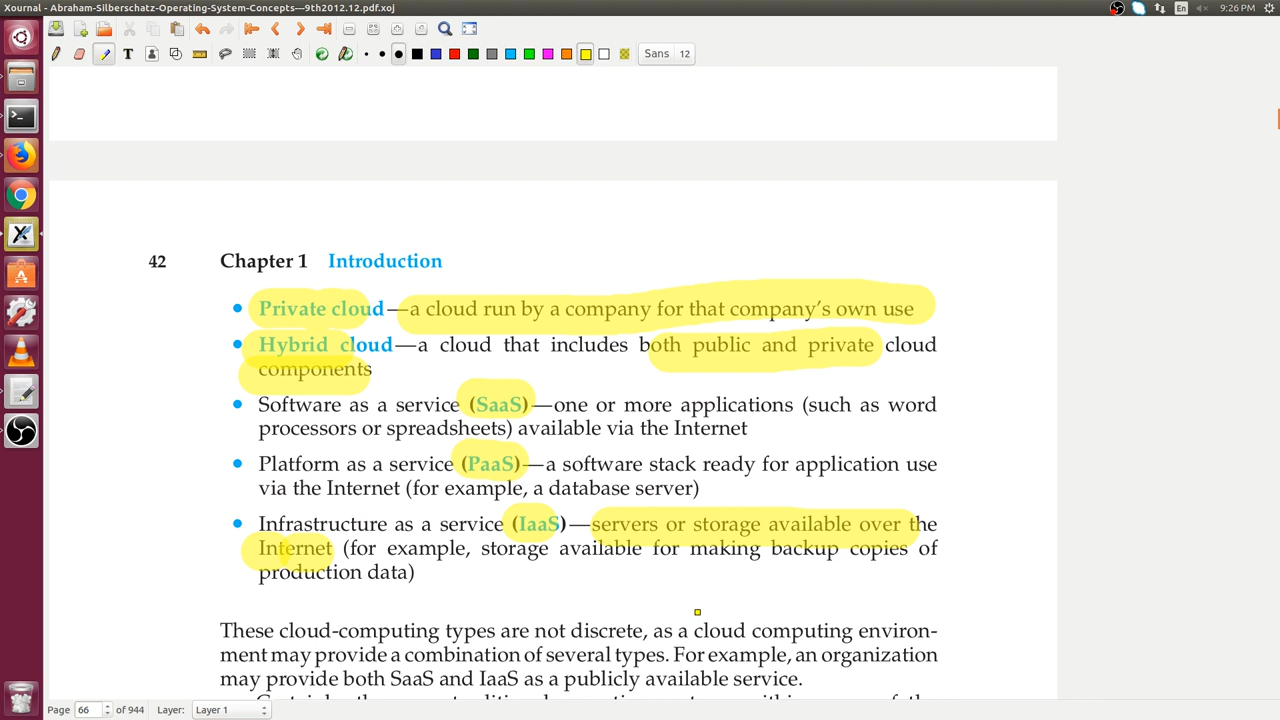 Xournal - Abraham-Silberschatz-Operating-System-Concepts---9th2012.12.pdf.xoj
En
9:26 PM
T
Sans 12
42 Chapter 1 Introduction
• Private cloud—a cloud run by a company for that company's own use
• Hybrid cloud—a cloud that includes both public and private cloud
components
• Software as a service (SaaS)—one or more applications (such as word
processors or spreadsheets) available via the Internet
• Platform as a service (PaaS)—a software stack ready for application use
via the Internet (for example, a database server)
• Infrastructure as a service (IaaS)—servers or storage available over the
Internet (for example, storage available for making backup copies of
production data)
These cloud-computing types are not discrete, as a cloud computing environ-
ment may provide a combination of several types. For example, an organization
may provide both SaaS and IaaS as a publicly available service.
Page 66 of 944 Layer: Layer 1